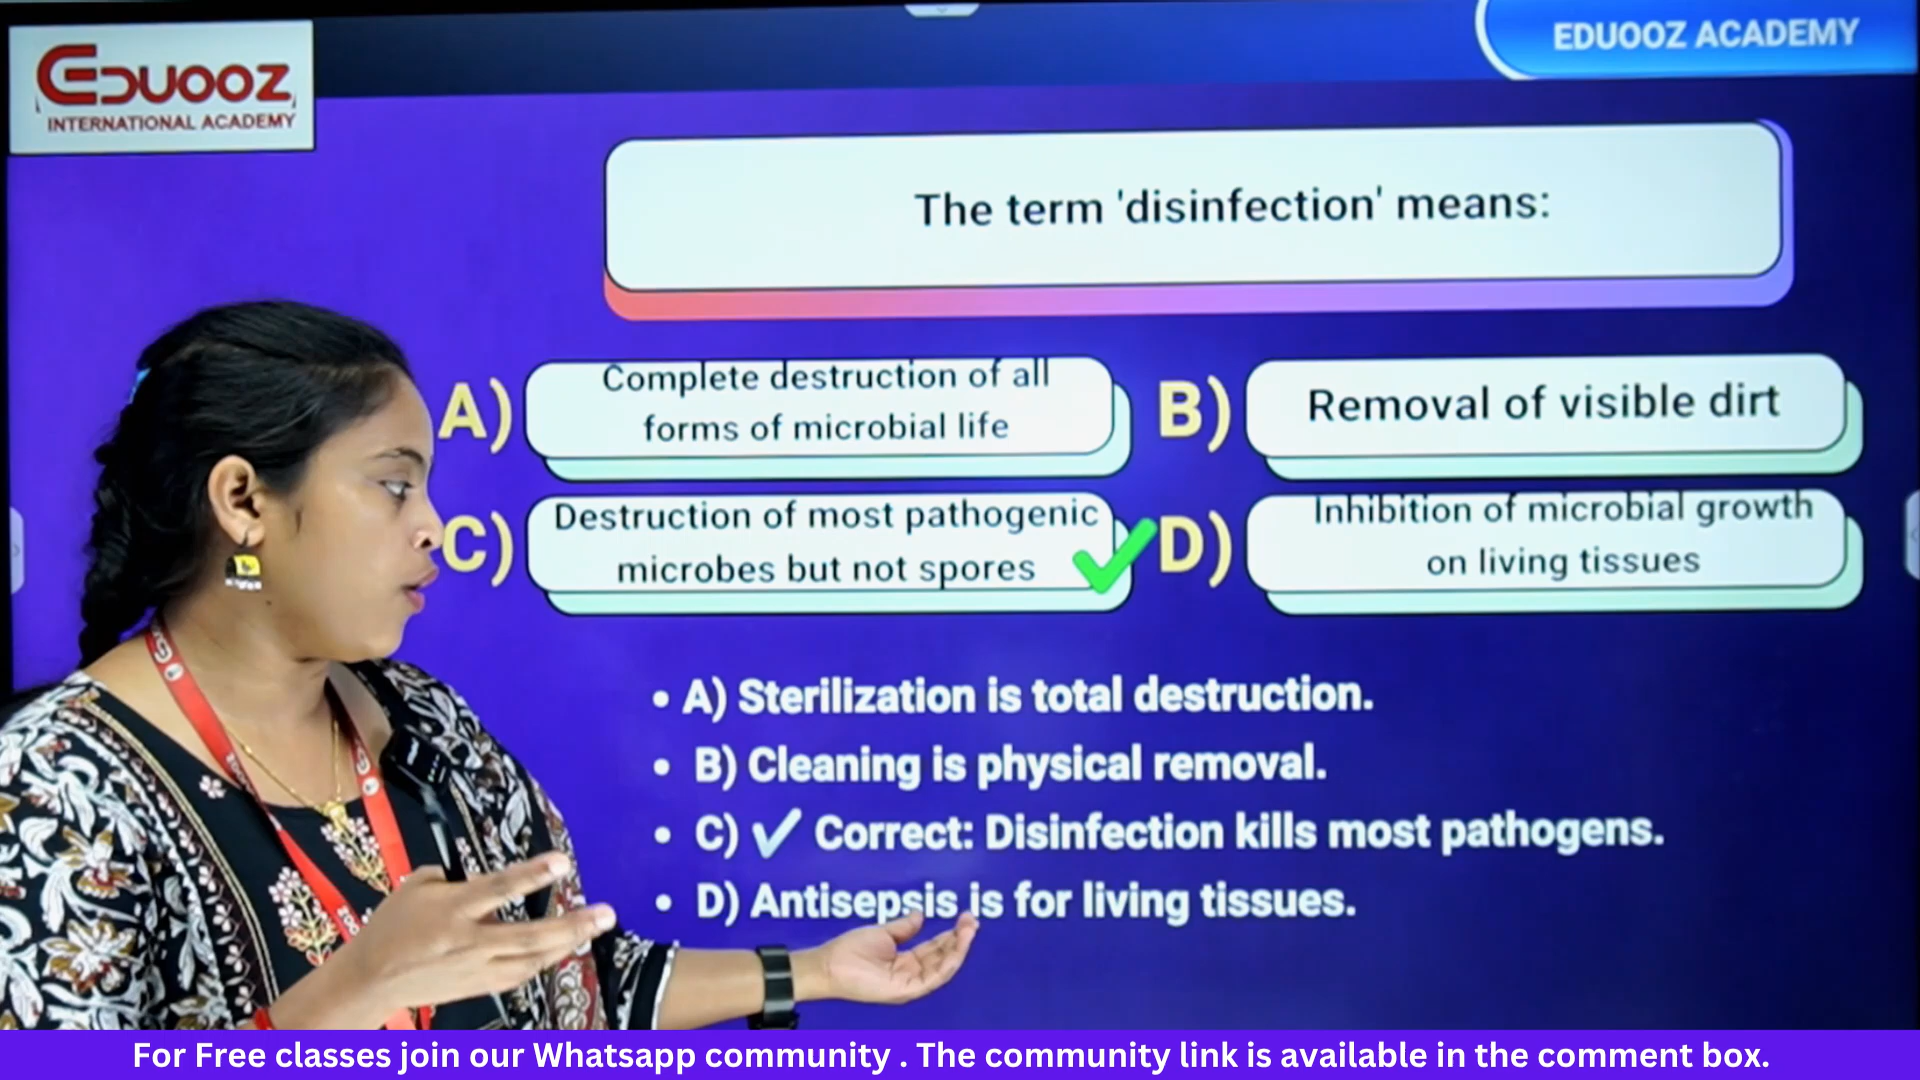 EDUOOZ
INTERNATIONAL ACADEMY
EDUOOZ ACADEMY
The term 'disinfection' means:
A) Complete destruction of all
forms of microbial life
B) Removal of visible dirt
C) Destruction of most pathogenic
microbes but not spores
D) Inhibition of microbial growth
on living tissues
• A) Sterilization is total destruction.
• B) Cleaning is physical removal.
• C) ✓ Correct: Disinfection kills most pathogens.
• D) Antisepsis is for living tissues.
For Free classes join our Whatsapp community . The community link is available in the comment box.